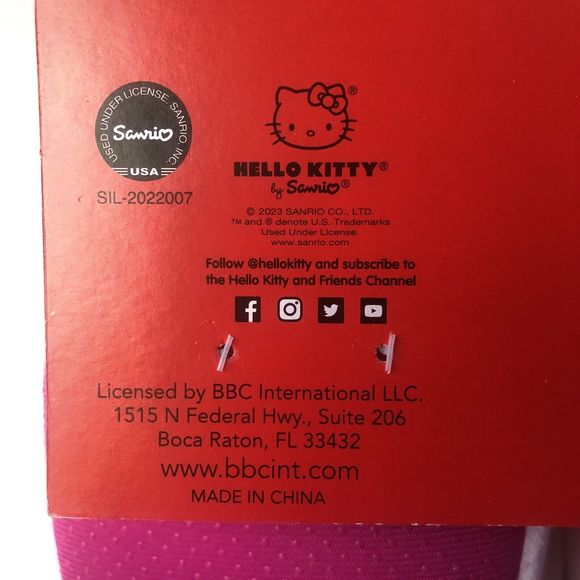 USED UNDER LICENSE. SANRIO, INC.
Sanrio
USA
SIL-2022007
®
HELLO KITTY®
by Sanrio®
© 2023 SANRIO CO., LTD.
™ and ® denote U.S. Trademarks
Used Under License.
www.sanrio.com
Follow @hellokitty and subscribe to
the Hello Kitty and Friends Channel
Licensed by BBC International LLC.
1515 N Federal Hwy., Suite 206
Boca Raton, FL 33432
www.bbcint.com
MADE IN CHINA